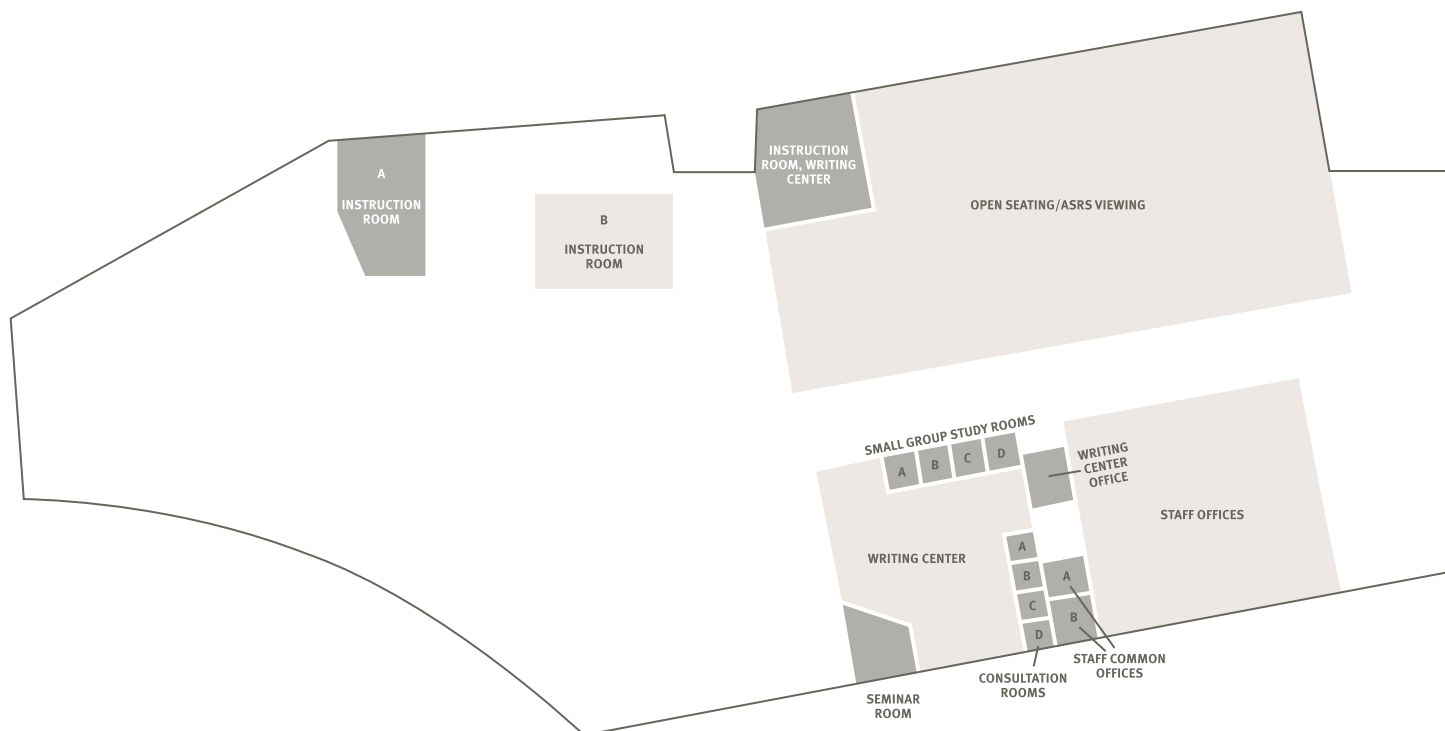 A
INSTRUCTION
ROOM
B
INSTRUCTION
ROOM
INSTRUCTION
ROOM, WRITING
CENTER
OPEN SEATING/ASRS VIEWING
SMALL GROUP STUDY ROOMS
A
B
C
D
WRITING
CENTER
OFFICE
STAFF OFFICES
WRITING CENTER
A
B
C
D
A
B
STAFF COMMON
OFFICES
CONSULTATION
ROOMS
SEMINAR
ROOM